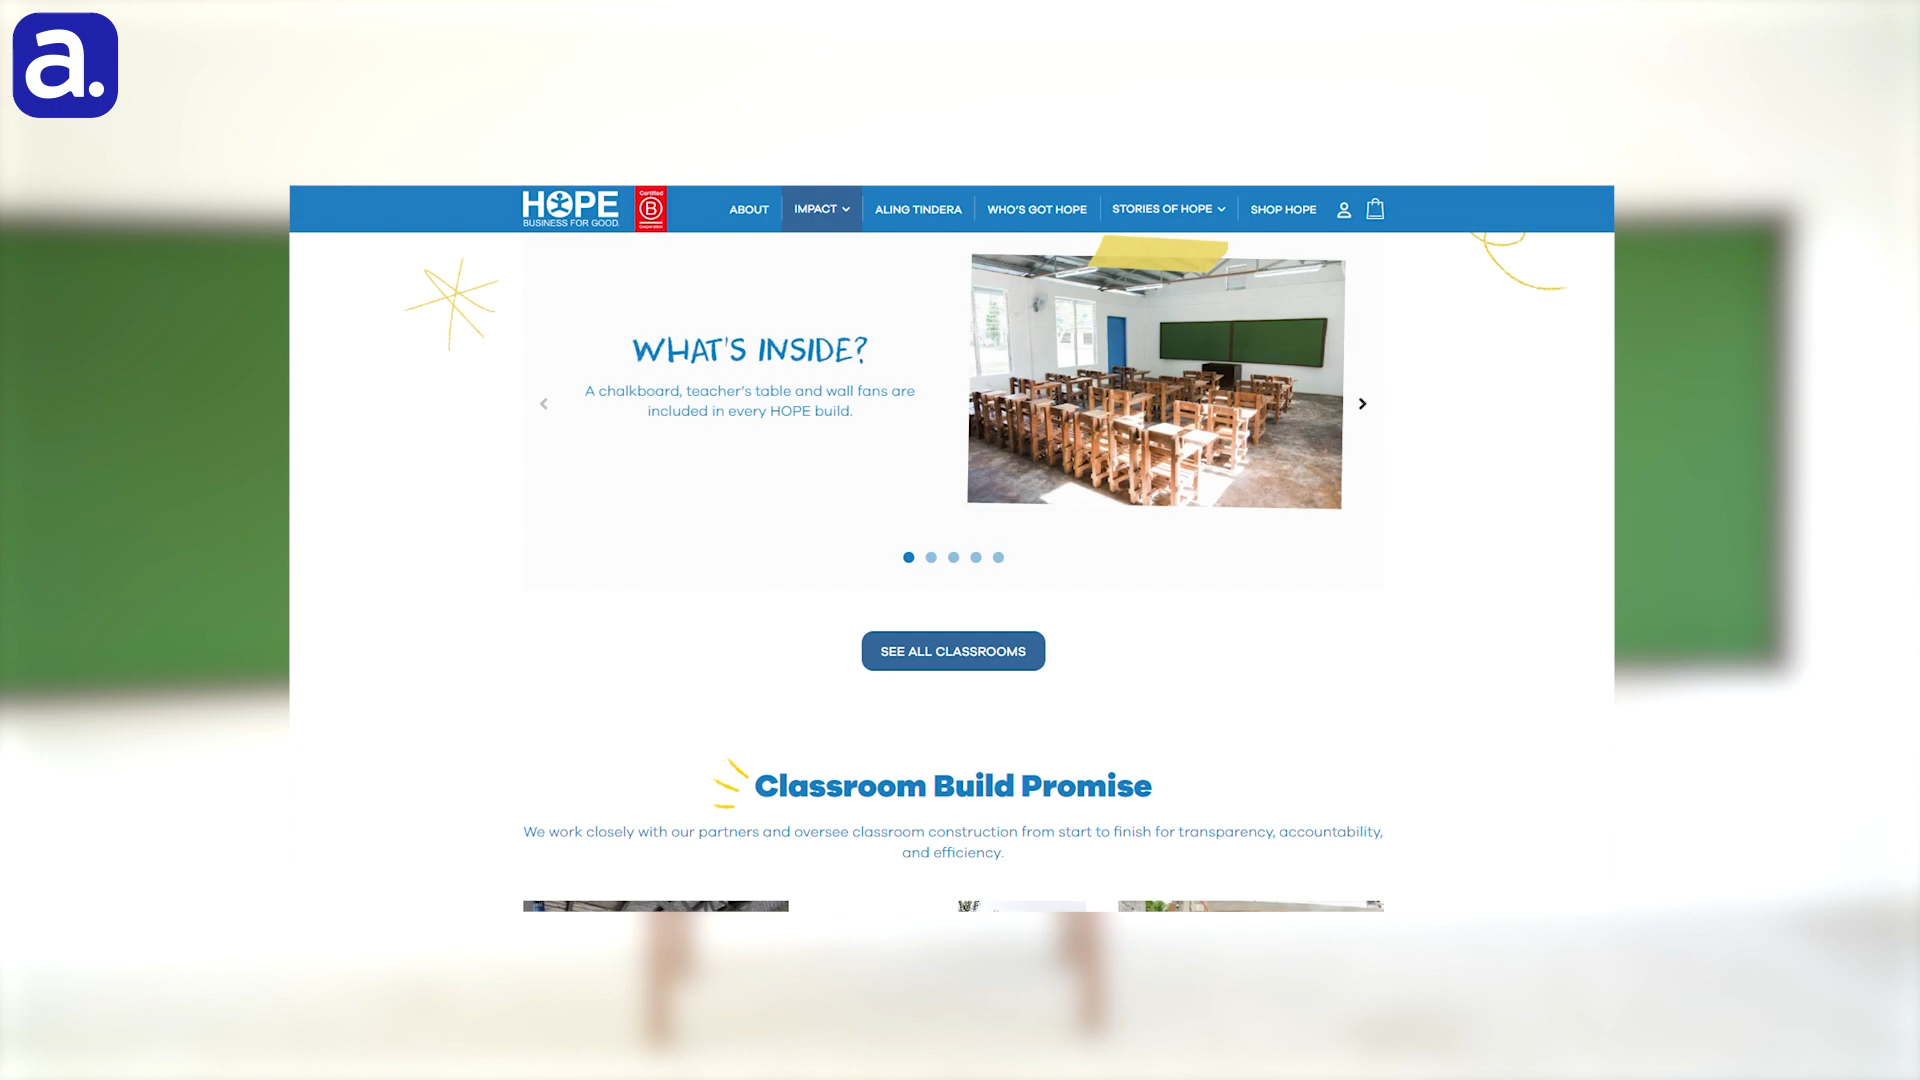 a.
HOPE
BUSINESS FOR GOOD.
Certified
B
Corporation
ABOUT
IMPACT
ALING TINDERA
WHO'S GOT HOPE
STORIES OF HOPE
SHOP HOPE
WHAT'S INSIDE?
A chalkboard, teacher's table and wall fans are
included in every HOPE build.
SEE ALL CLASSROOMS
Classroom Build Promise
We work closely with our partners and oversee classroom construction from start to finish for transparency, accountability,
and efficiency.